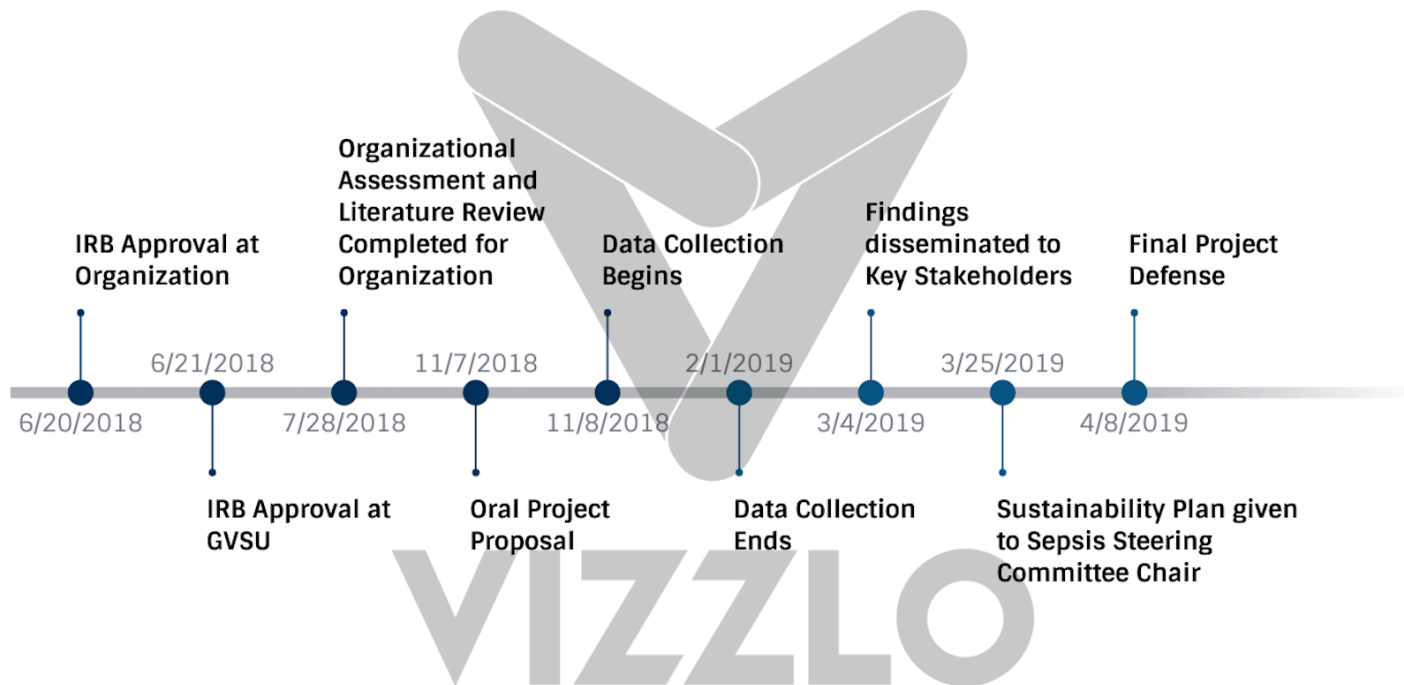 IRB Approval at
Organization
6/20/2018
6/21/2018
IRB Approval at
GVSU
Organizational
Assessment and
Literature Review
Completed for
Organization
7/28/2018
11/7/2018
Oral Project
Proposal
Data Collection
Begins
11/8/2018
2/1/2019
Data Collection
Ends
Findings
disseminated to
Key Stakeholders
3/4/2019
3/25/2019
Sustainability Plan given
to Sepsis Steering
Committee Chair
Final Project
Defense
4/8/2019
VIZZLO